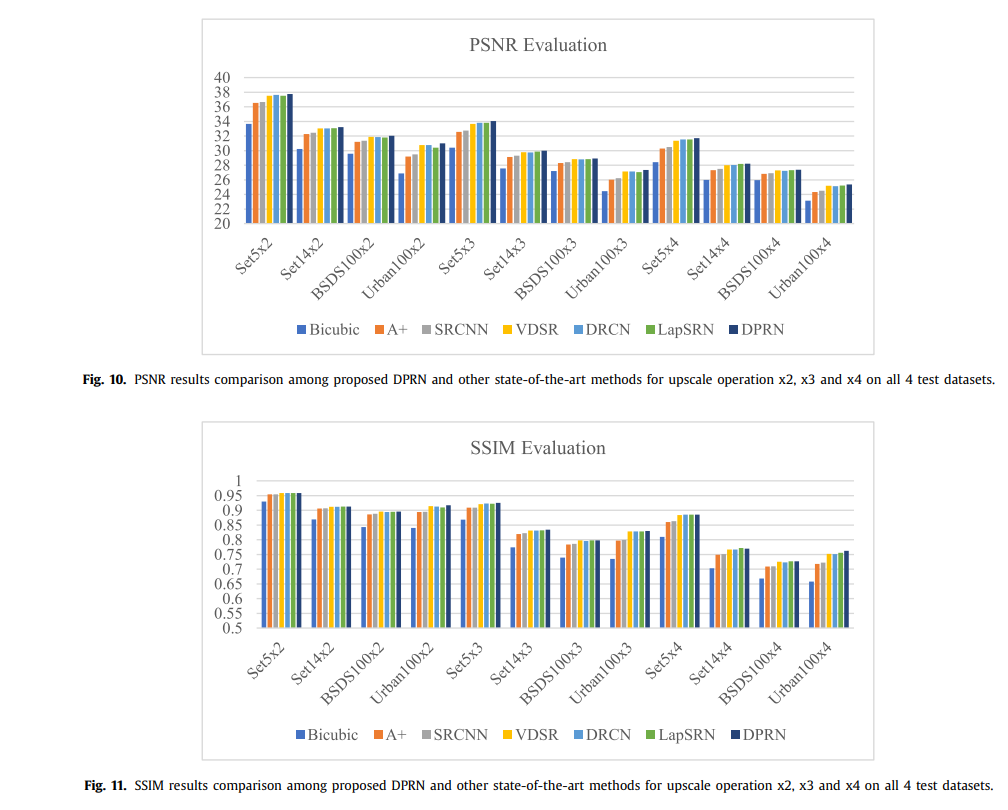 PSNR Evaluation
40
38
36
34
32
30
28
26
24
22
20
Set5x2
Set14x2
BSDS100x2
Urban100x2
Set5x3
Set14x3
BSDS100x3
Urban100x3
Set5x4
Set14x4
BSDS100x4
Urban100x4
Bicubic A+ SRCNN VDSR DRCN LapSRN DPRN
Fig. 10. PSNR results comparison among proposed DPRN and other state-of-the-art methods for upscale operation x2, x3 and x4 on all 4 test datasets.
SSIM Evaluation
1
0.95
0.9
0.85
0.8
0.75
0.7
0.65
0.6
0.55
0.5
Set5x2
Set14x2
BSDS100x2
Urban100x2
Set5x3
Set14x3
BSDS100x3
Urban100x3
Set5x4
Set14x4
BSDS100x4
Urban100x4
Bicubic A+ SRCNN VDSR DRCN LapSRN DPRN
Fig. 11. SSIM results comparison among proposed DPRN and other state-of-the-art methods for upscale operation x2, x3 and x4 on all 4 test datasets.